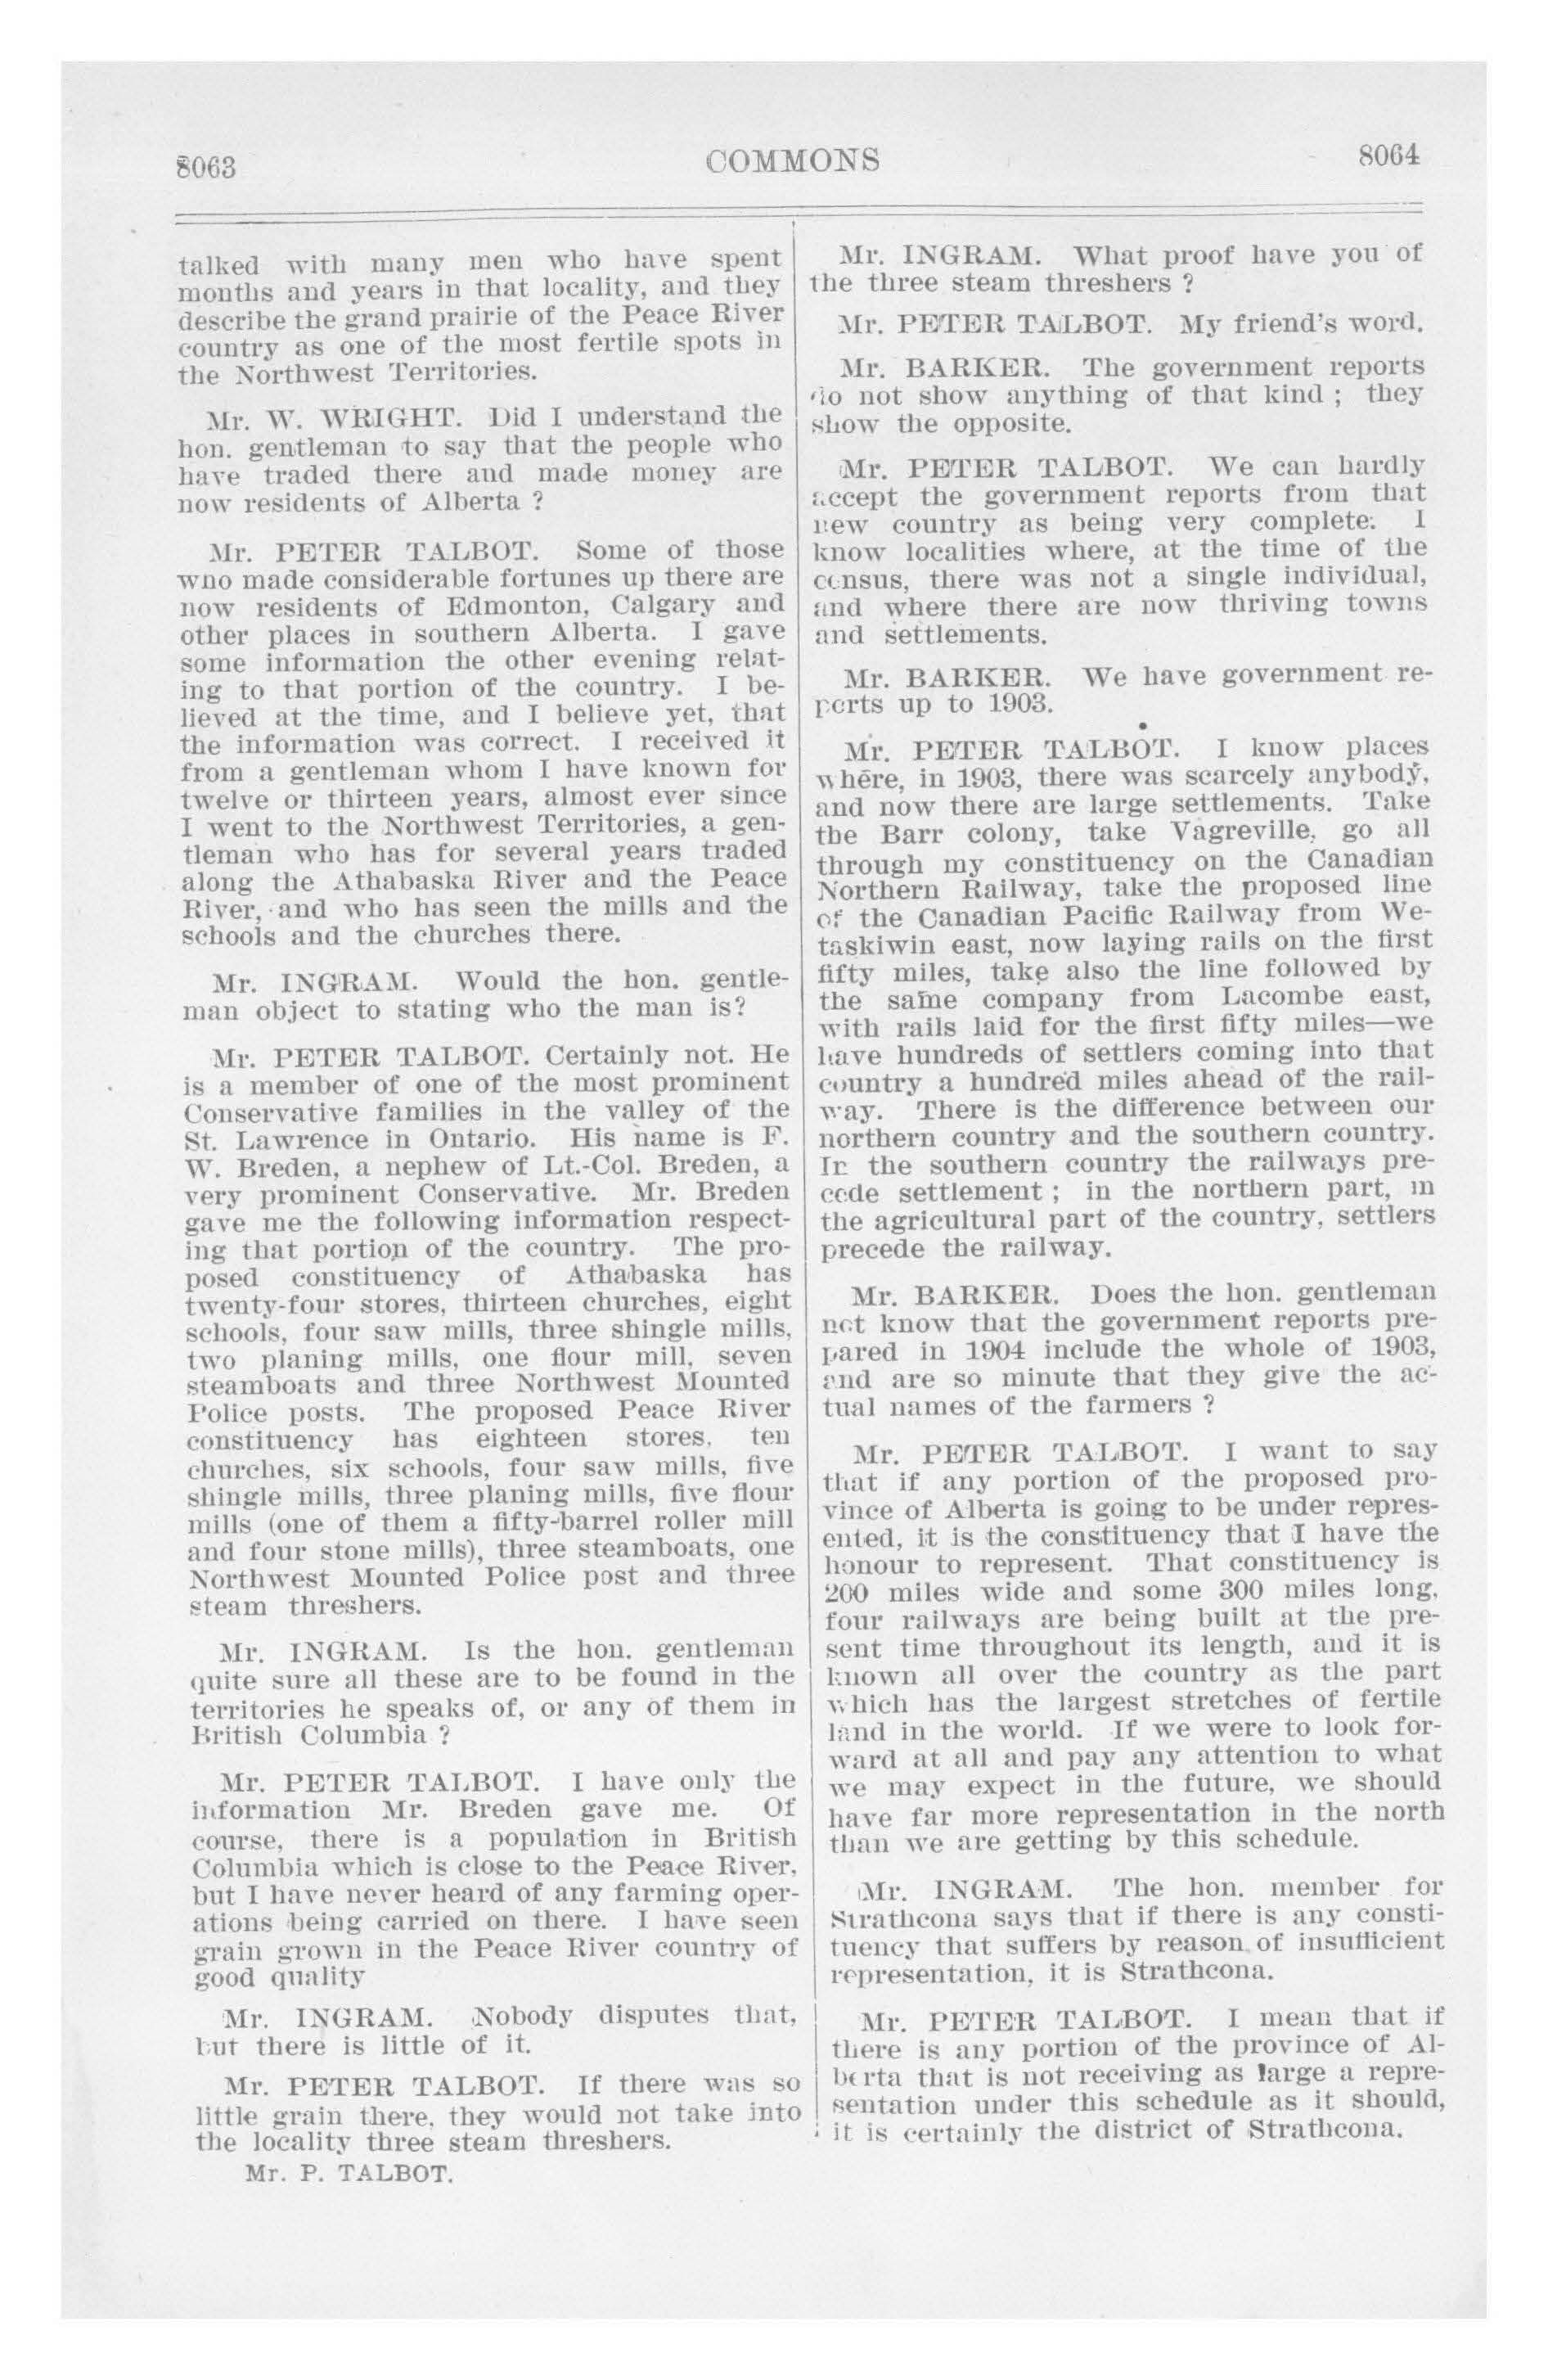 8063
COMMONS
8064
talked with many men who have spent
months and years in that locality, and they
describe the grand prairie of the Peace River
country as one of the most fertile spots in
the Northwest Territories.
Mr. W. WRIGHT. Did I understand the
hon. gentleman to say that the people who
have traded there and made money are
now residents of Alberta ?
Mr. PETER TALBOT. Some of those
who made considerable fortunes up there are
now residents of Edmonton, Calgary and
other places in southern Alberta. I gave
some information the other evening relat-
ing to that portion of the country. I be-
lieved at the time, and I believe yet, that
the information was correct. I received it
from a gentleman whom I have known for
twelve or thirteen years, almost ever since
I went to the Northwest Territories, a gen-
tleman who has for several years traded
along the Athabaska River and the Peace
River, and who has seen the mills and the
schools and the churches there.
Mr. INGRAM. Would the hon. gentle-
man object to stating who the man is?
Mr. PETER TALBOT. Certainly not. He
is a member of one of the most prominent
Conservative families in the valley of the
St. Lawrence in Ontario. His name is F.
W. Breden, a nephew of Lt.-Col. Breden, a
very prominent Conservative. Mr. Breden
gave me the following information respect-
ing that portion of the country. The pro-
posed constituency of Athabaska has
twenty-four stores, thirteen churches, eight
schools, four saw mills, three shingle mills,
two planing mills, one flour mill, seven
steamboats and three Northwest Mounted
Police posts. The proposed Peace River
constituency has eighteen stores, ten
churches, six schools, four saw mills, five
shingle mills, three planing mills, five flour
mills (one of them a fifty-barrel roller mill
and four stone mills), three steamboats, one
Northwest Mounted Police post and three
steam threshers.
Mr. INGRAM. Is the hon. gentleman
quite sure all these are to be found in the
territories he speaks of, or any of them in
British Columbia ?
Mr. PETER TALBOT. I have only the
information Mr. Breden gave me. Of
course, there is a population in British
Columbia which is close to the Peace River,
but I have never heard of any farming oper-
ations being carried on there. I have seen
grain grown in the Peace River country of
good quality
Mr. INGRAM. Nobody disputes that,
but there is little of it.
Mr. PETER TALBOT. If there was so
little grain there, they would not take into
the locality three steam threshers.
Mr. P. TALBOT.
Mr. INGRAM. What proof have you of
the three steam threshers ?
Mr. PETER TALBOT. My friend's word.
Mr. BARKER. The government reports
do not show anything of that kind ; they
show the opposite.
Mr. PETER TALBOT. We can hardly
accept the government reports from that
new country as being very complete. I
know localities where, at the time of the
census, there was not a single individual,
and where there are now thriving towns
and settlements.
Mr. BARKER. We have government re-
ports up to 1903.
Mr. PETER TALBOT. I know places
where, in 1903, there was scarcely anybody,
and now there are large settlements. Take
the Barr colony, take Vagreville, go all
through my constituency on the Canadian
Northern Railway, take the proposed line
of the Canadian Pacific Railway from We-
taskiwin east, now laying rails on the first
fifty miles, take also the line followed by
the same company from Lacombe east,
with rails laid for the first fifty miles—we
have hundreds of settlers coming into that
country a hundred miles ahead of the rail-
way. There is the difference between our
northern country and the southern country.
In the southern country the railways pre-
cede settlement ; in the northern part, in
the agricultural part of the country, settlers
precede the railway.
Mr. BARKER. Does the hon. gentleman
not know that the government reports pre-
pared in 1904 include the whole of 1903,
and are so minute that they give the ac-
tual names of the farmers ?
Mr. PETER TALBOT. I want to say
that if any portion of the proposed pro-
vince of Alberta is going to be under repres-
ented, it is the constituency that I have the
honour to represent. That constituency is
200 miles wide and some 300 miles long,
four railways are being built at the pre-
sent time throughout its length, and it is
known all over the country as the part
which has the largest stretches of fertile
land in the world. If we were to look for-
ward at all and pay any attention to what
we may expect in the future, we should
have far more representation in the north
than we are getting by this schedule.
Mr. INGRAM. The hon. member for
Strathcona says that if there is any consti-
tuency that suffers by reason of insufficient
representation, it is Strathcona.
Mr. PETER TALBOT. I mean that if
there is any portion of the province of Al-
berta that is not receiving as large a repre-
sentation under this schedule as it should,
it is certainly the district of Strathcona.